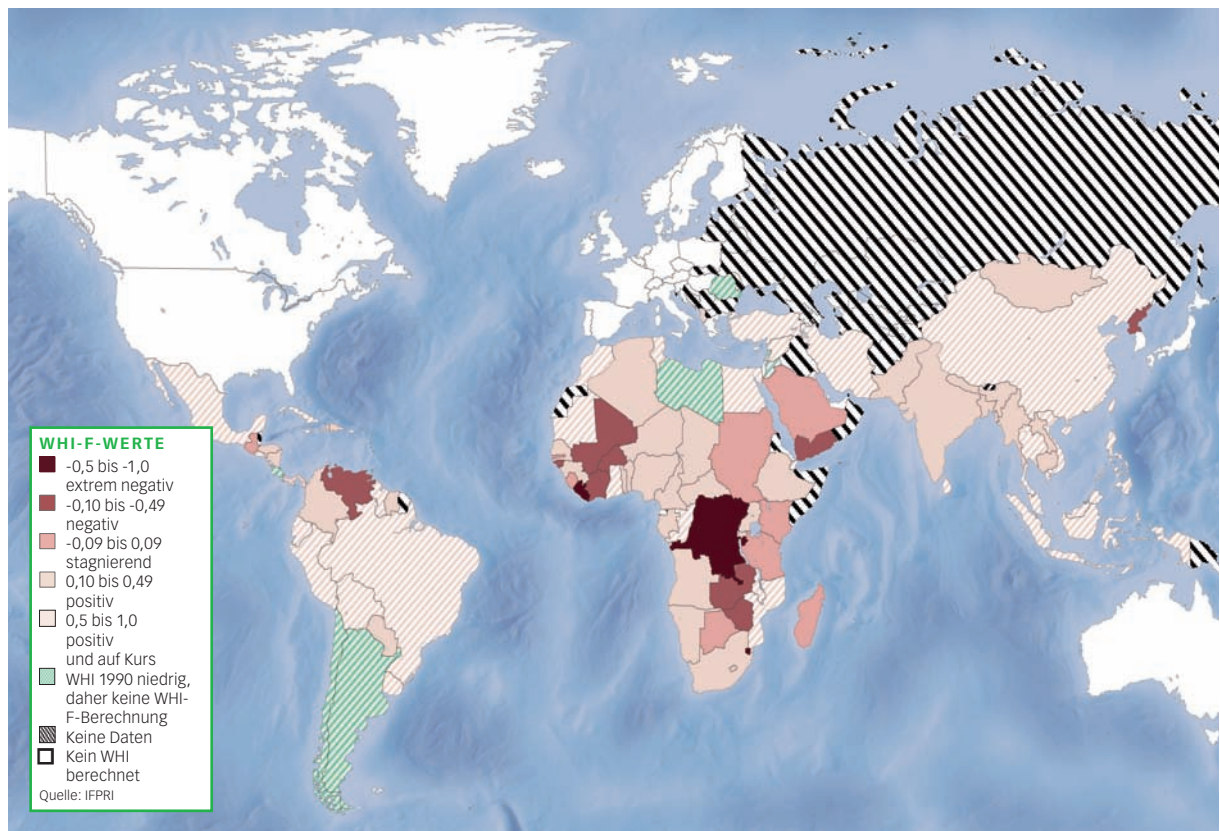 WHI-F-WERTE
-0,5 bis -1,0
extrem negativ
-0,10 bis -0,49
negativ
-0,09 bis 0,09
stagnierend
0,10 bis 0,49
positiv
0,5 bis 1,0
positiv
und auf Kurs
WHI 1990 niedrig,
daher keine WHI-
F-Berechnung
Keine Daten
Kein WHI
berechnet
Quelle: IFPRI